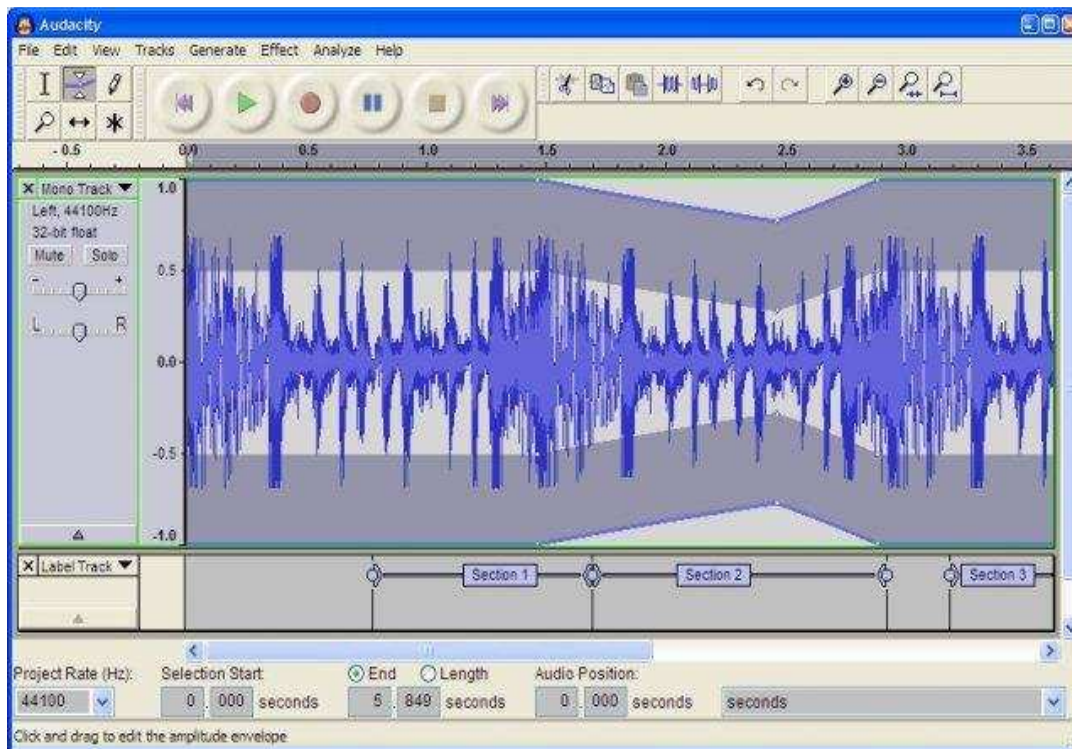 Audacity
File Edit View Tracks Generate Effect Analyze Help
- 0.5 0.0 0.5 1.0 1.5 2.0 2.5 3.0 3.5
Mono Track
Left, 44100Hz
32-bit float
Mute Solo
- +
L R
1.0
0.5
0.0
-0.5
-1.0
Label Track
Section 1 Section 2 Section 3
Project Rate (Hz): Selection Start: End Length Audio Position:
44100 0 . 000 seconds 5 . 849 seconds 0 . 000 seconds seconds
Click and drag to edit the amplitude envelope